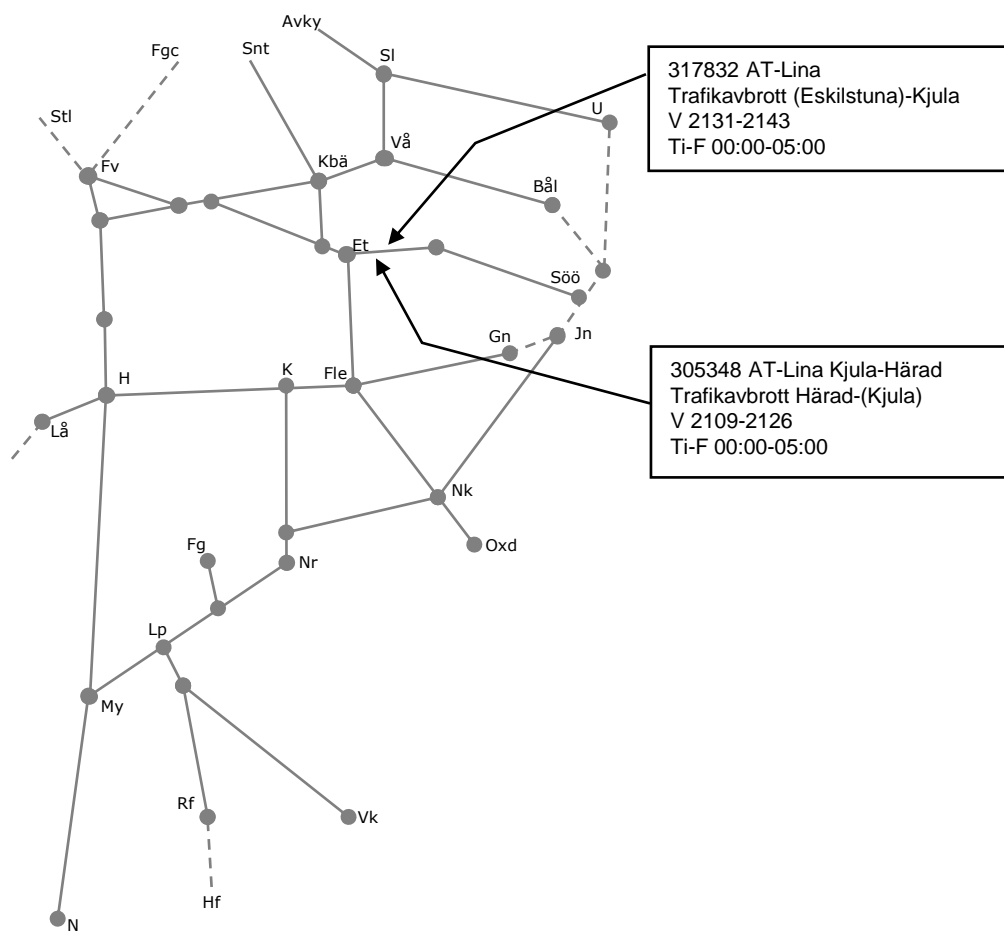 Avky
Fgc
Snt
Sl
317832 AT-Lina
Trafikavbrott (Eskilstuna)-Kjula
V 2131-2143
Ti-F 00:00-05:00
Stl
U
Fv
Kbä
Vå
Bål
Et
Söö
Gn
Jn
H
K
Fle
305348 AT-Lina Kjula-Härad
Trafikavbrott Härad-(Kjula)
V 2109-2126
Ti-F 00:00-05:00
Lå
Nk
Fg
Nr
Oxd
Lp
My
Rf
Vk
Hf
N